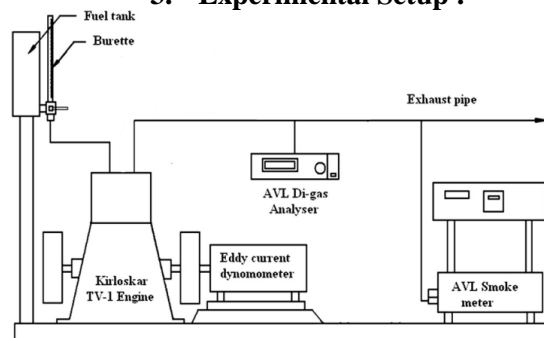 3. Experimental Setup :
Fuel tank
Burette
Exhaust pipe
AVL Di-gas
Analyser
Kirloskar
TV-1 Engine
Eddy current
dynomometer
AVL Smoke
meter